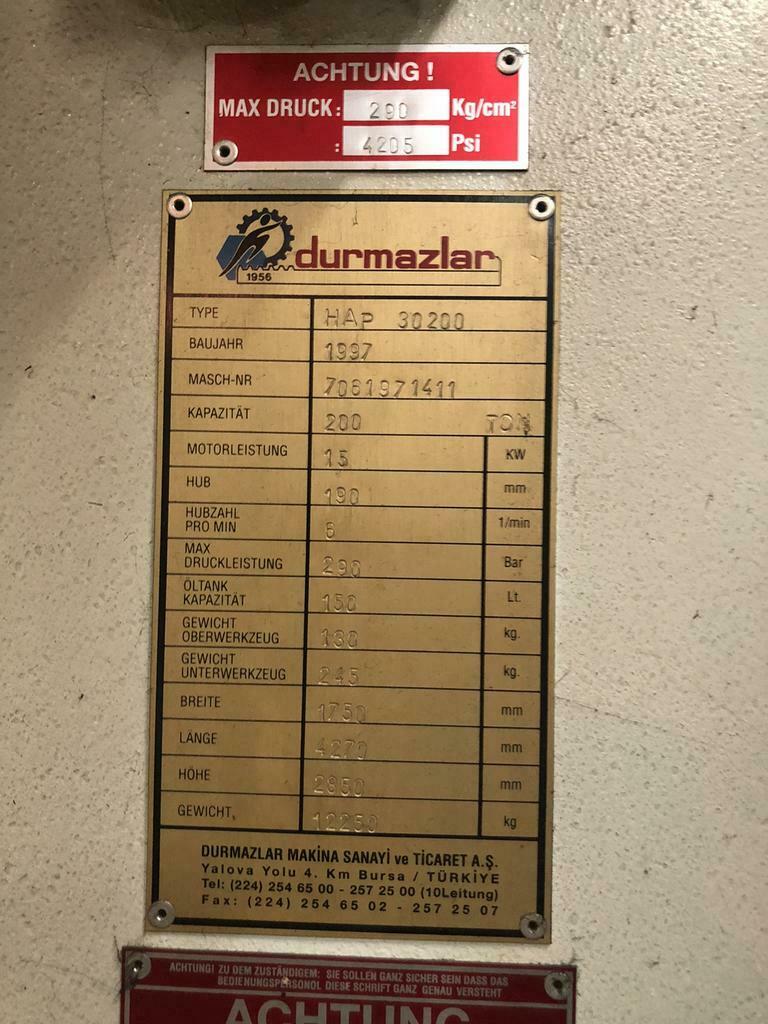 ACHTUNG !
MAX DRUCK: 290 Kg/cm²
: 4205 Psi
durmazlar
1956
TYPE HAP 30200
BAUJAHR 1997
MASCH-NR 7061971411
KAPAZITÄT 200 TON
MOTORLEISTUNG 15 KW
HUB 190 mm
HUBZAHL
PRO MIN 6 1/min
MAX
DRUCKLEISTUNG 290 Bar
ÖLTANK
KAPAZITÄT 150 Lt.
GEWICHT
OBERWERKZEUG kg.
GEWICHT
UNTERWERKZEUG 245 kg.
BREITE 1750 mm
LÄNGE 4270 mm
HÖHE 2850 mm
GEWICHT 12250 kg
DURMAZLAR MAKİNA SANAYİ ve TİCARET A.Ş.
Yalova Yolu 4. Km Bursa / TÜRKİYE
Tel: (224) 254 65 00 - 257 25 00 (10Leitung)
Fax: (224) 254 65 02 - 257 25 07
ACHTUNG! ZU DEM ZUSTÄNDIGEM: SIE SOLLEN GANZ SICHER SEIN DASS DAS
BEDIENUNGSPERSONOL DIESE SCHRIFT GANZ GENAU VERSTEHT
ACHTUNG